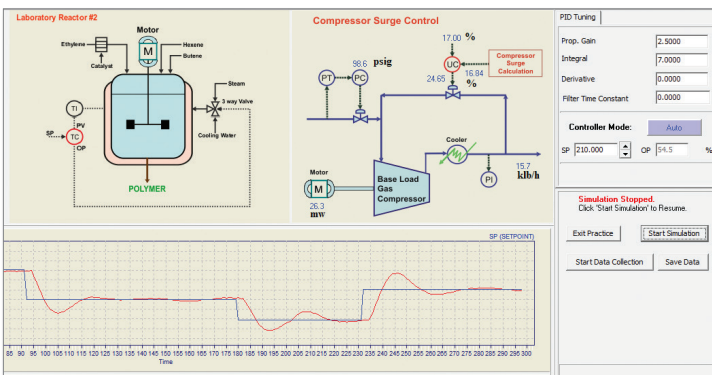 Laboratory Reactor #2
Motor
M
Ethylene
Hexene
Butene
Catalyst
Steam
3 way Valve
TI
PV
SP
TC
OP
Cooling Water
POLYMER
Compressor Surge Control
17.00 %
98.6 psig
UC
Compressor
Surge
Calculation
PT
PC
16.84
24.65 %
Cooler
Motor
M
Base Load
Gas
Compressor
PI
15.7
klb/h
26.3
mw
PID Tuning
Prop. Gain 2.5000
Integral 7.0000
Derivative 0.0000
Filter Time Constant 0.0000
Controller Mode: Auto
SP 210.000 OP 54.5 %
Simulation Stopped.
Click 'Start Simulation' to Resume.
Exit Practice Start Simulation
Start Data Collection Save Data
SP (SETPOINT)
85 90 95 100 105 110 115 120 125 130 135 140 145 150 155 160 165 170 175 180 185 190 195 200 205 210 215 220 225 230 235 240 245 250 255 260 265 270 275 280 285 290 295 300
Time